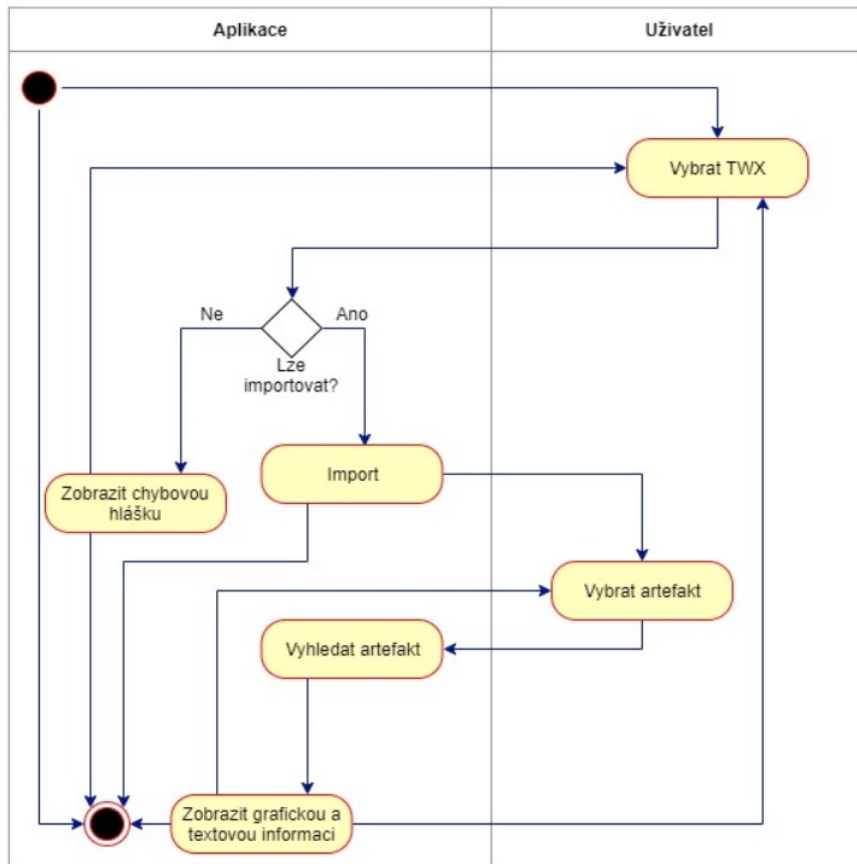 Aplikace
Uživatel
Vybrat TWX
Ne
Ano
Lze
importovat?
Import
Zobrazit chybovou
hlášku
Vybrat artefakt
Vyhledat artefakt
Zobrazit grafickou a
textovou informaci